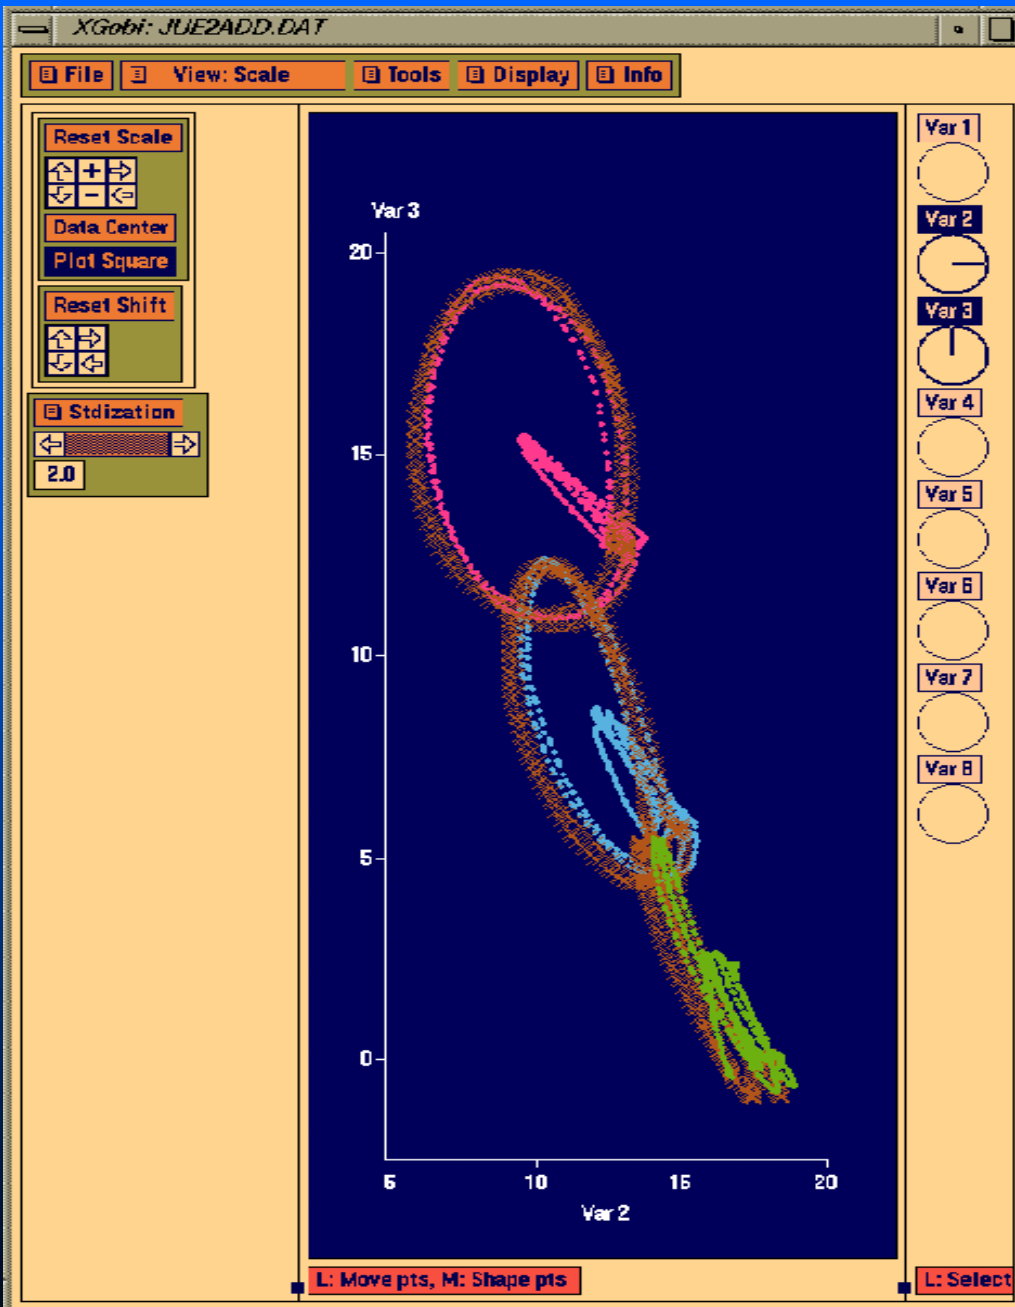 XGobi: JUE2ADD.DAT
File View: Scale Tools Display Info
Reset Scale
+
−
Data Center
Plot Square
Reset Shift
Stdization
2.0
Var 3
20
15
10
5
0
5 10 15 20
Var 2
Var 1
Var 2
Var 3
Var 4
Var 5
Var 6
Var 7
Var 8
L: Move pts, M: Shape pts
L: Select